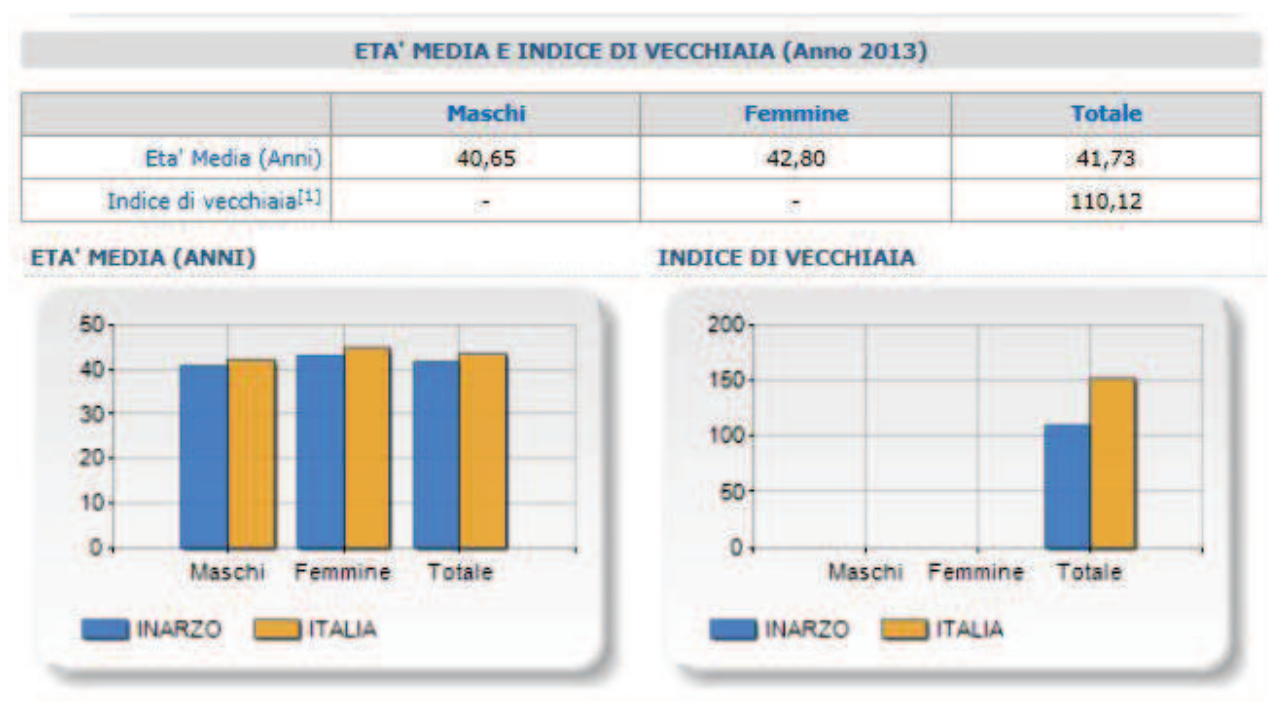 ETA' MEDIA E INDICE DI VECCHIAIA (Anno 2013)
Maschi Femmine Totale
Eta' Media (Anni) 40,65 42,80 41,73
Indice di vecchiaia[1] - - 110,12
ETA' MEDIA (ANNI)
50
40
30
20
10
0
Maschi Femmine Totale
INARZO ITALIA
INDICE DI VECCHIAIA
200
150
100
50
0
Maschi Femmine Totale
INARZO ITALIA